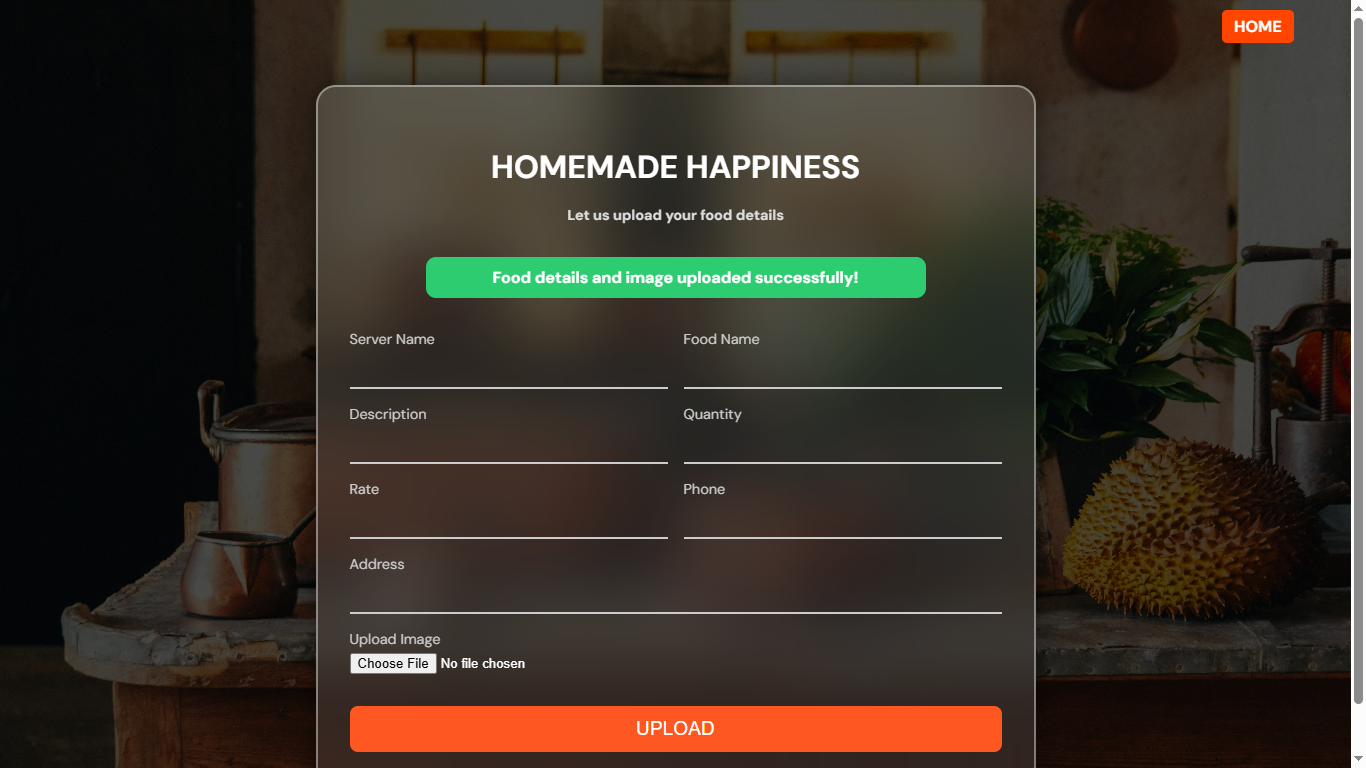 HOME
HOMEMADE HAPPINESS
Let us upload your food details
Food details and image uploaded successfully!
Server Name
Food Name
Description
Quantity
Rate
Phone
Address
Upload Image
Choose File No file chosen
UPLOAD